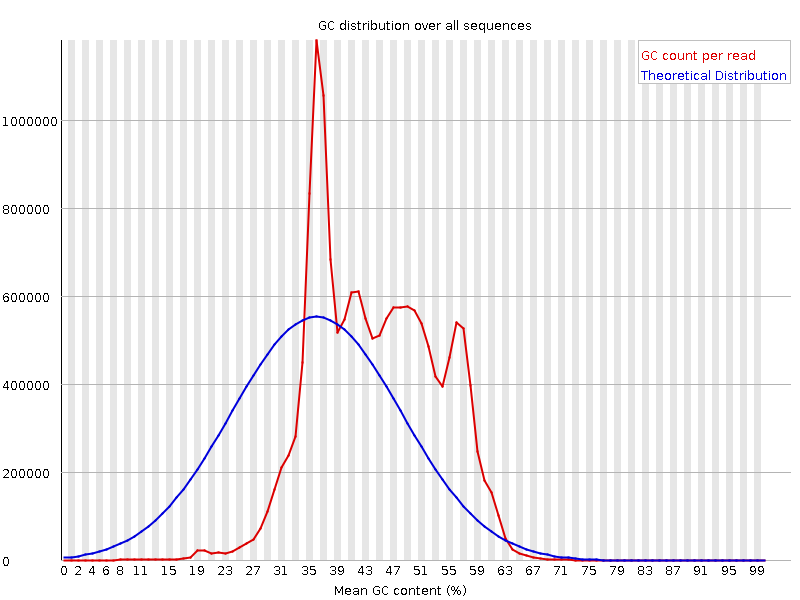 GC distribution over all sequences
GC count per read
Theoretical Distribution
1000000
800000
600000
400000
200000
0
0 2 4 6 8 11 15 19 23 27 31 35 39 43 47 51 55 59 63 67 71 75 79 83 87 91 95 99
Mean GC content (%)